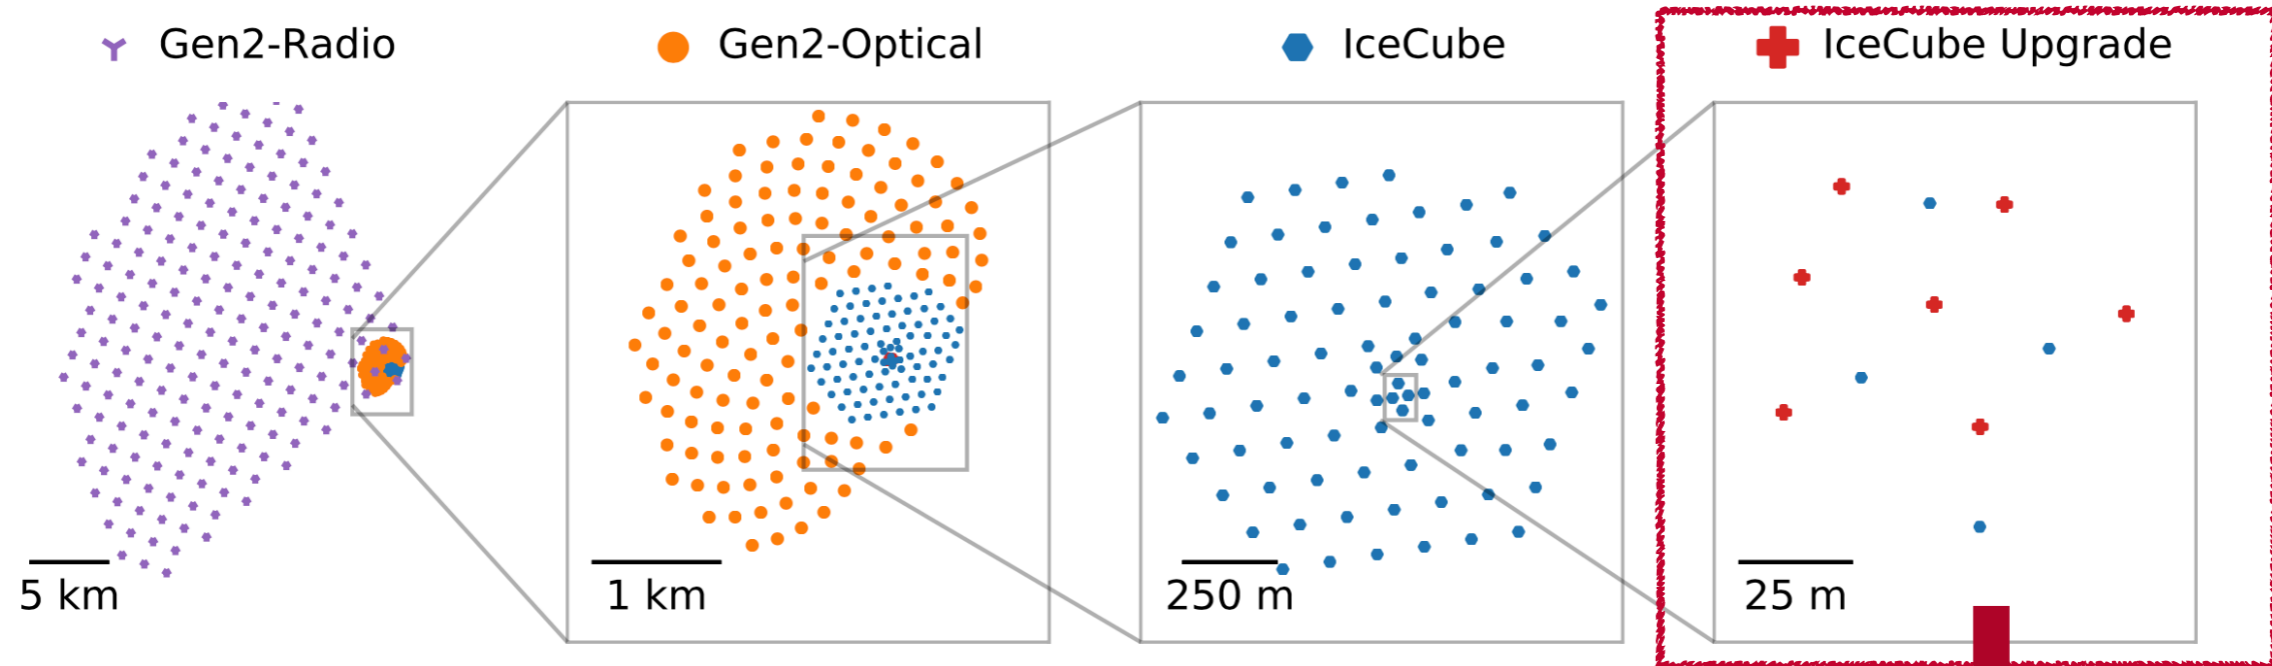 Gen2-Radio
Gen2-Optical
IceCube
IceCube Upgrade
5 km
1 km
250 m
25 m